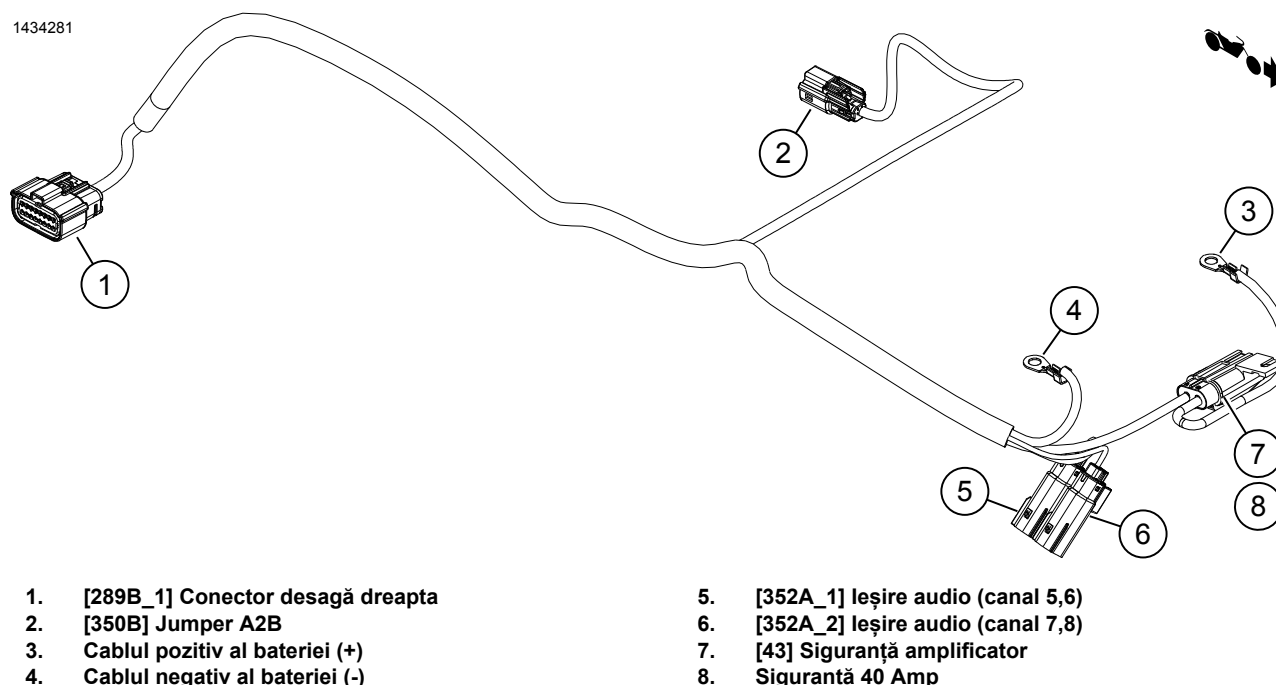 1434281
2
3
1
4
7
5
6
8
1. [289B_1] Conector desagă dreapta
2. [350B] Jumper A2B
3. Cablul pozitiv al bateriei (+)
4. Cablul negativ al bateriei (-)
5. [352A_1] Ieșire audio (canal 5,6)
6. [352A_2] Ieșire audio (canal 7,8)
7. [43] Siguranță amplificator
8. Siguranță 40 Amp